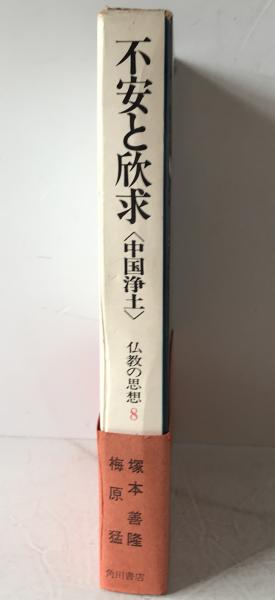 不安と欣求
〈中国浄土〉
仏教の思想 8
塚本善隆
梅原猛
角川書店